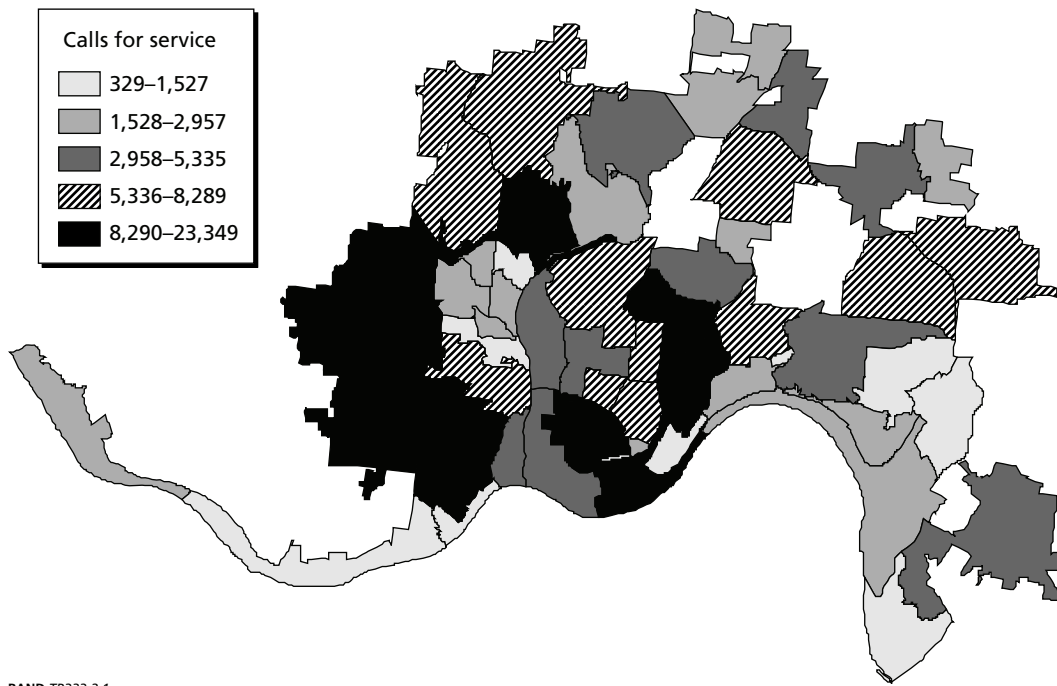 Calls for service
329–1,527
1,528–2,957
2,958–5,335
5,336–8,289
8,290–23,349
RAND